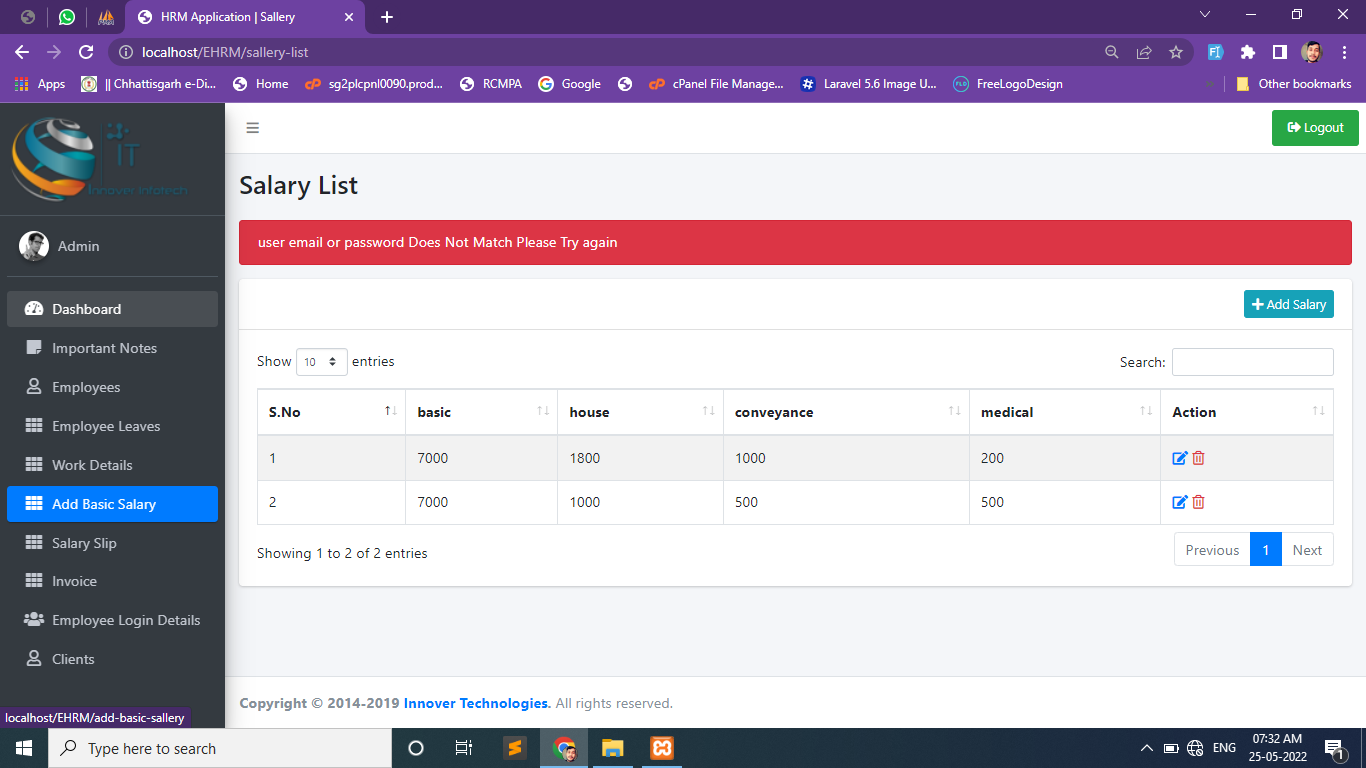 HRM Application | Sallery
localhost/EHRM/sallery-list
Apps
|| Chhattisgarh e-Di...
Home
sg2plcpnl0090.prod...
RCMPA
Google
cPanel File Manage...
Laravel 5.6 Image U...
FreeLogoDesign
»
Other bookmarks
IT
Innover Infotech
Logout
Admin
Dashboard
Important Notes
Employees
Employee Leaves
Work Details
Add Basic Salary
Salary Slip
Invoice
Employee Login Details
Clients
localhost/EHRM/add-basic-sallery
Salary List
user email or password Does Not Match Please Try again
Add Salary
Show 10 entries
Search:
S.No basic house conveyance medical Action
1 7000 1800 1000 200
2 7000 1000 500 500
Showing 1 to 2 of 2 entries
Previous 1 Next
Copyright © 2014-2019 Innover Technologies. All rights reserved.
Type here to search
ENG
07:32 AM
25-05-2022
1